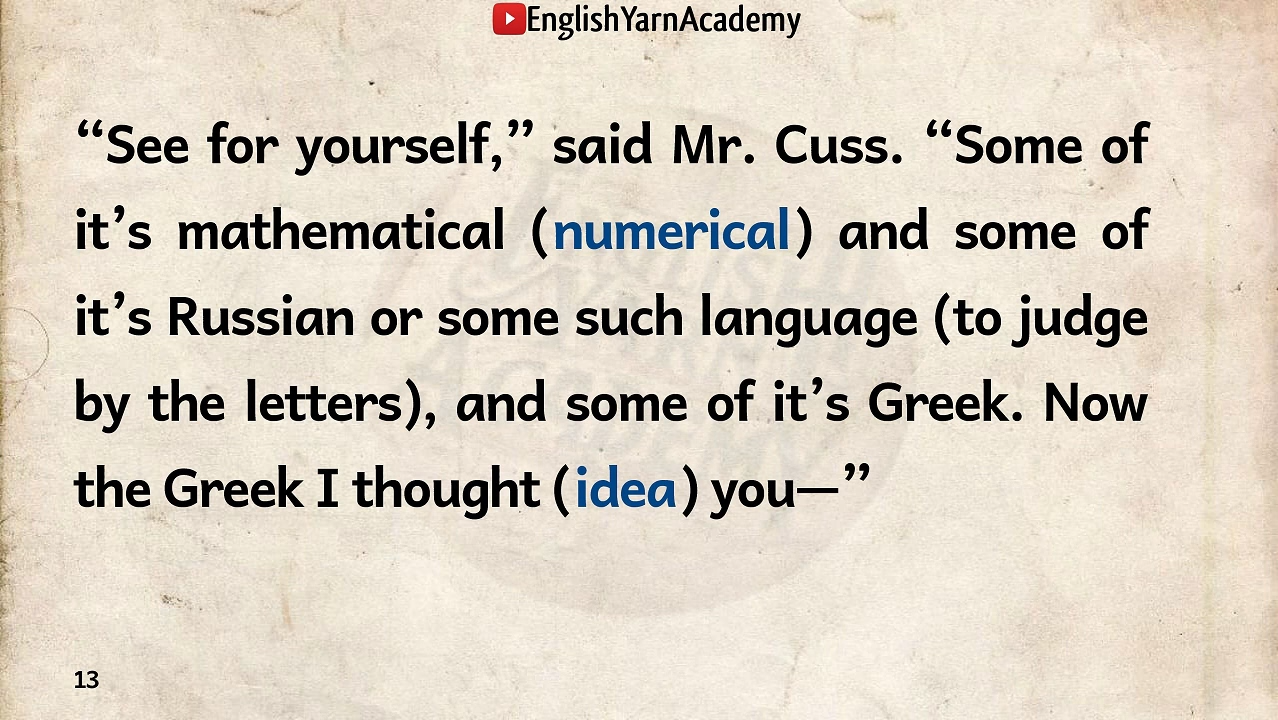 EnglishYarnAcademy
“See for yourself,” said Mr. Cuss. “Some of
it’s mathematical (numerical) and some of
it’s Russian or some such language (to judge
by the letters), and some of it’s Greek. Now
the Greek I thought (idea) you—”
13